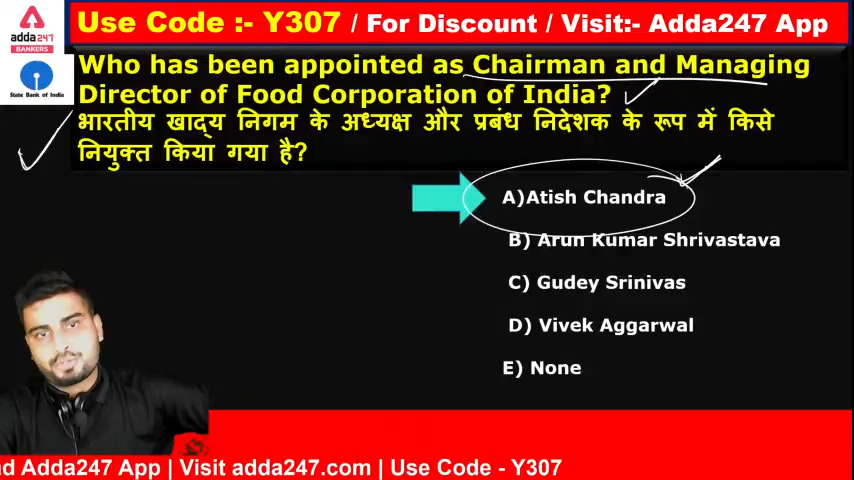 Use Code :- Y307 / For Discount / Visit:- Adda247 App
adda247
BANKERS
State Bank of India
Who has been appointed as Chairman and Managing
Director of Food Corporation of India?
भारतीय खाद्य निगम के अध्यक्ष और प्रबंध निदेशक के रूप में किसे
नियुक्त किया गया है?
A)Atish Chandra
B) Arun Kumar Shrivastava
C) Gudey Srinivas
D) Vivek Aggarwal
E) None
d Adda247 App | Visit adda247.com | Use Code - Y307